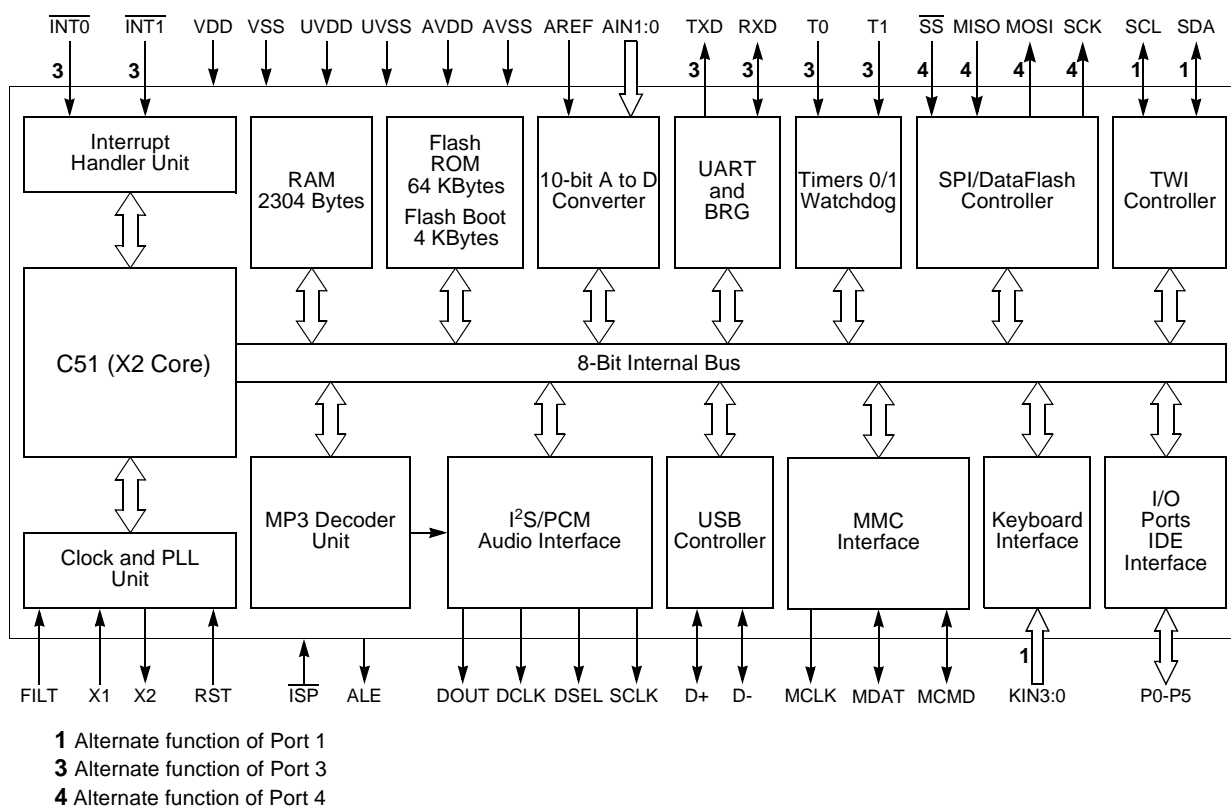 INT0 INT1 VDD VSS UVDD UVSS AVDD AVSS AREF AIN1:0 TXD RXD T0 T1 SS MISO MOSI SCK SCL SDA
3 3 3 3 3 3 4 4 4 4 1 1
Interrupt
Handler Unit
RAM
2304 Bytes
Flash
ROM
64 KBytes
Flash Boot
4 KBytes
10-bit A to D
Converter
UART
and
BRG
Timers 0/1
Watchdog
SPI/DataFlash
Controller
TWI
Controller
C51 (X2 Core)
8-Bit Internal Bus
MP3 Decoder
Unit
I²S/PCM
Audio Interface
USB
Controller
MMC
Interface
Keyboard
Interface
I/O
Ports
IDE
Interface
Clock and PLL
Unit
1
FILT X1 X2 RST ISP ALE DOUT DCLK DSEL SCLK D+ D- MCLK MDAT MCMD KIN3:0 P0-P5
1 Alternate function of Port 1
3 Alternate function of Port 3
4 Alternate function of Port 4